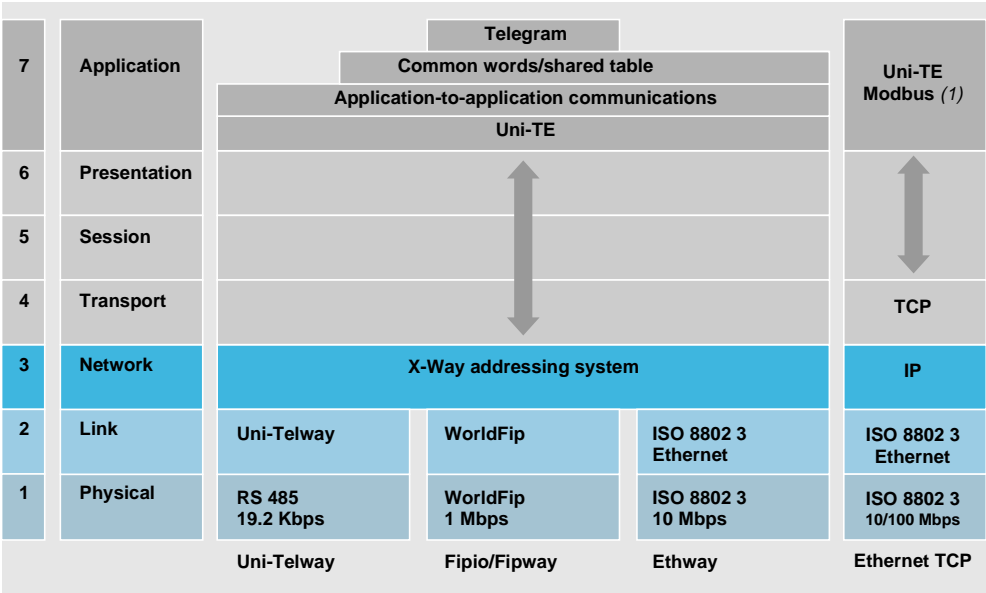 Telegram
7 Application
Common words/shared table
Uni-TE
Modbus (1)
Application-to-application communications
Uni-TE
6 Presentation
5 Session
4 Transport
TCP
3 Network
X-Way addressing system
IP
2 Link
Uni-Telway
WorldFip
ISO 8802 3
Ethernet
ISO 8802 3
Ethernet
1 Physical
RS 485
19.2 Kbps
WorldFip
1 Mbps
ISO 8802 3
10 Mbps
ISO 8802 3
10/100 Mbps
Uni-Telway
Fipio/Fipway
Ethway
Ethernet TCP